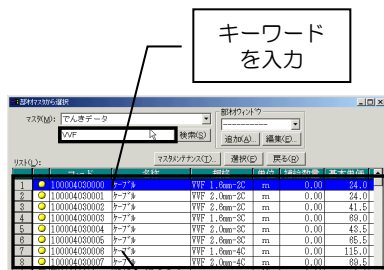 キーワード
を入力
部材マスタから選択
マスタ(M): でんきデータ
部材ウィントﾞウ
----------
VVF
検索(S)
追加(A)..
編集(E)..
リスト(L):
マスタメンテナンス(T)...
選択(E)
戻る(R)
コード 名称 規格 単位 補給数量 基本単価
1 100004030000 ｹｰﾌﾞﾙ VVF 1.6mm-2C m 0.00 24.0
2 100004030001 ｹｰﾌﾞﾙ VVF 2.0mm-2C m 0.00 24.0
3 100004030002 ｹｰﾌﾞﾙ VVF 2.6mm-2C m 0.00 41.5
4 100004030003 ｹｰﾌﾞﾙ VVF 1.6mm-3C m 0.00 69.0
5 100004030004 ｹｰﾌﾞﾙ VVF 2.0mm-3C m 0.00 43.5
6 100004030005 ｹｰﾌﾞﾙ VVF 2.6mm-3C m 0.00 65.5
7 100004030006 ｹｰﾌﾞﾙ VVF 1.6mm-4C m 0.00 115.0
8 100004030007 ｹｰﾌﾞﾙ VVF 2.0mm-4C m 0.00 69.5